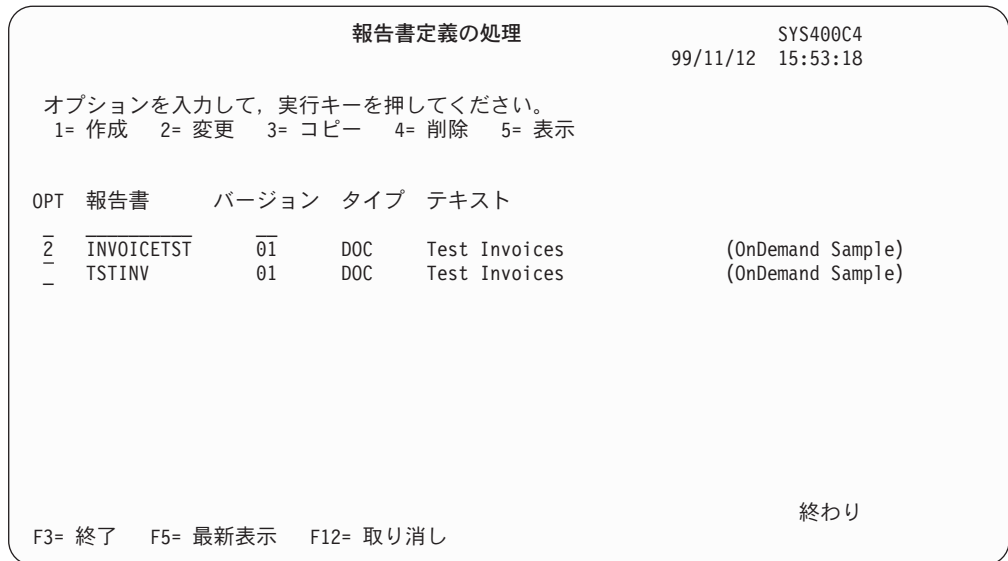 報告書定義の処理 SYS400C4
99/11/12 15:53:18
オプションを入力して，実行キーを押してください。
1= 作成 2= 変更 3= コピー 4= 削除 5= 表示
OPT 報告書 バージョン タイプ テキスト
_ __________ __
2 INVOICETST 01 DOC Test Invoices (OnDemand Sample)
_ TSTINV 01 DOC Test Invoices (OnDemand Sample)
終わり
F3= 終了 F5= 最新表示 F12= 取り消し